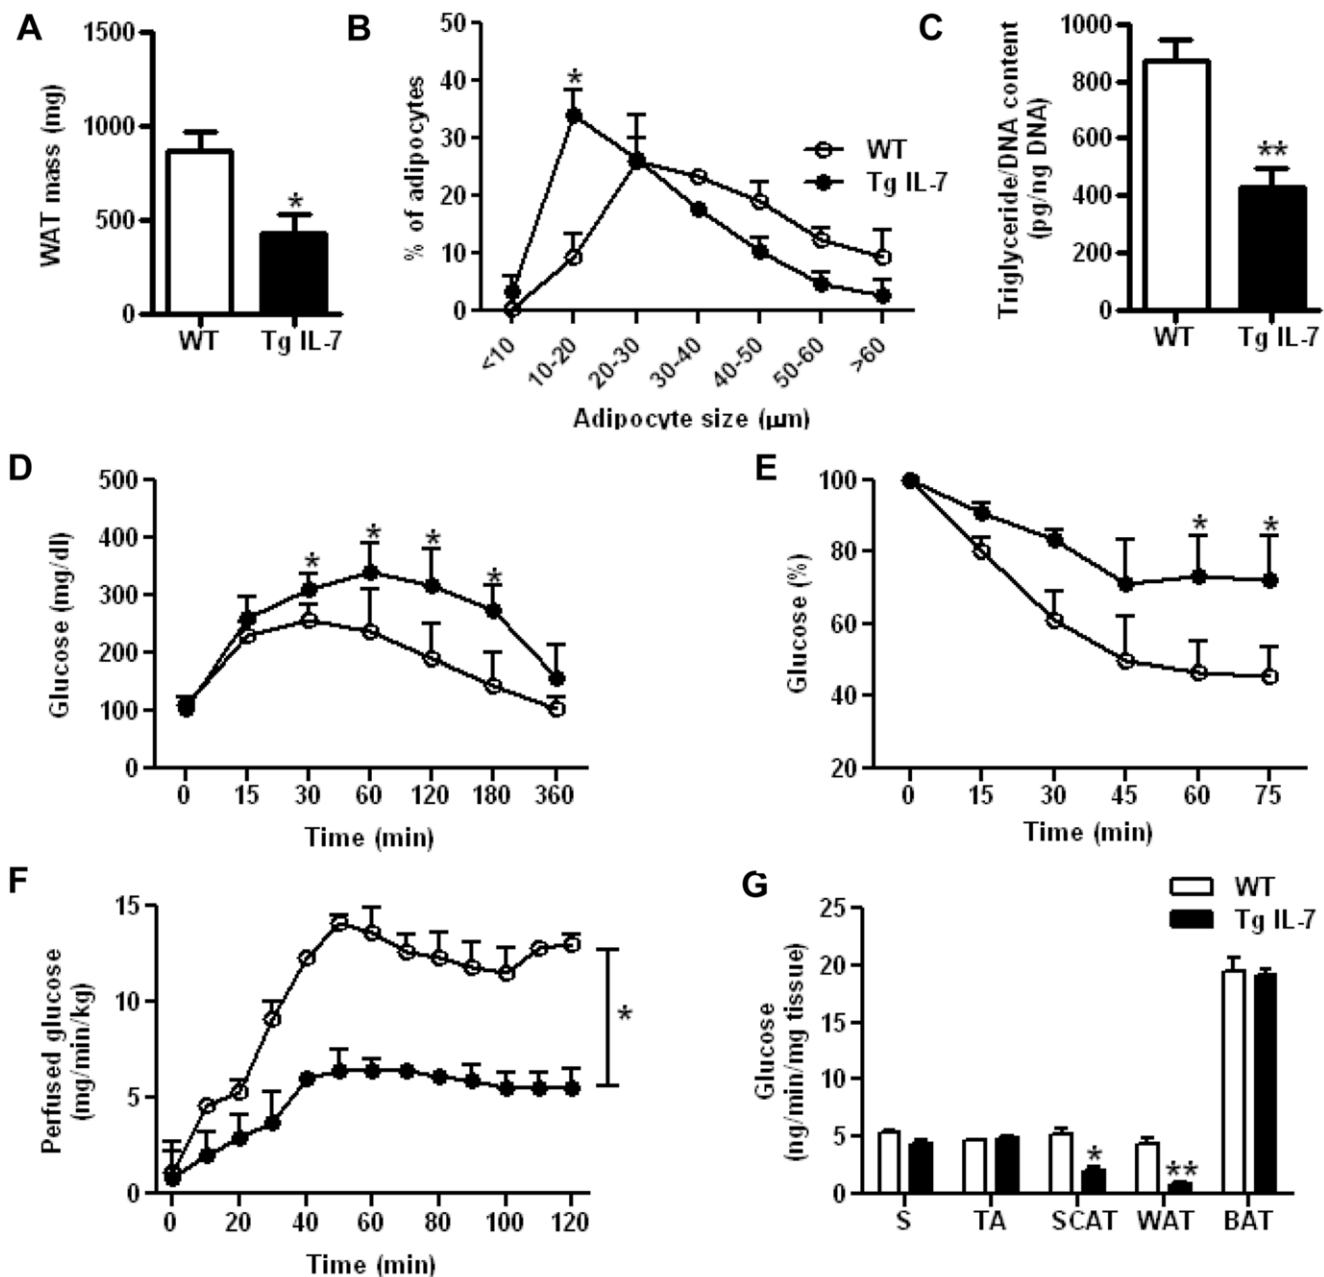 A
WAT mass (mg)
1500
1000
500
0
*
WT
Tg IL-7
B
% of adipocytes
50
40
30
20
10
0
*
WT
Tg IL-7
<10
10-20
20-30
30-40
40-50
50-60
>60
Adipocyte size (μm)
C
Triglyceride/DNA content
(pg/ng DNA)
1000
800
600
400
200
0
**
WT
Tg IL-7
D
Glucose (mg/dl)
500
400
300
200
100
0
* * * *
0 15 30 60 120 180 360
Time (min)
E
Glucose (%)
100
80
60
40
20
* *
0 15 30 45 60 75
Time (min)
F
Perfused glucose
(mg/min/kg)
15
10
5
0
*
0 20 40 60 80 100 120
Time (min)
G
WT
Tg IL-7
Glucose
(ng/min/mg tissue)
25
20
15
10
5
0
* **
S TA SCAT WAT BAT